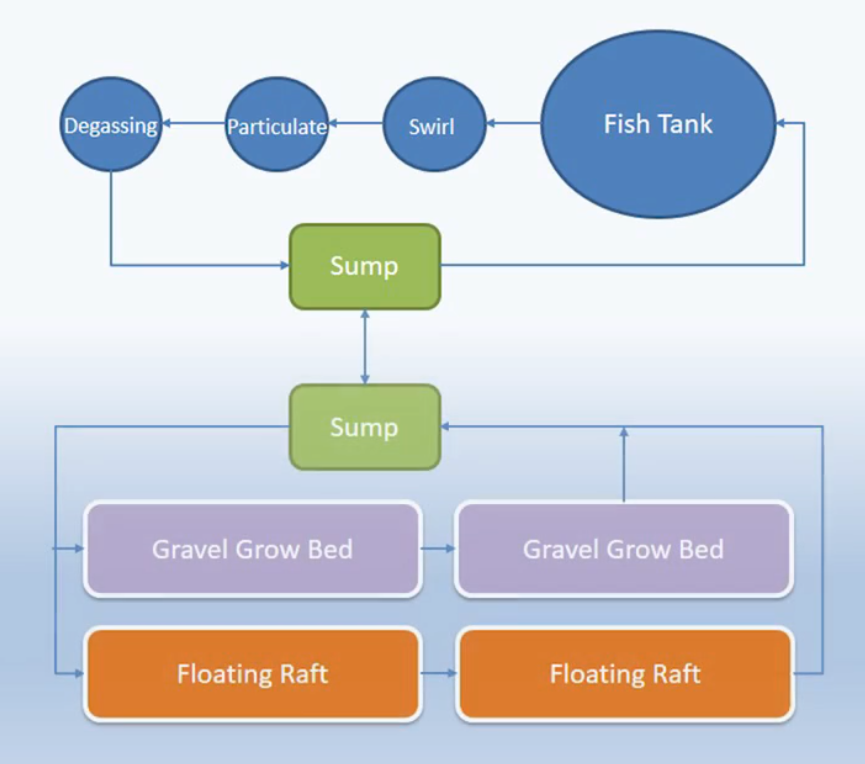 Degassing
Particulate
Swirl
Fish Tank
Sump
Sump
Gravel Grow Bed
Gravel Grow Bed
Floating Raft
Floating Raft